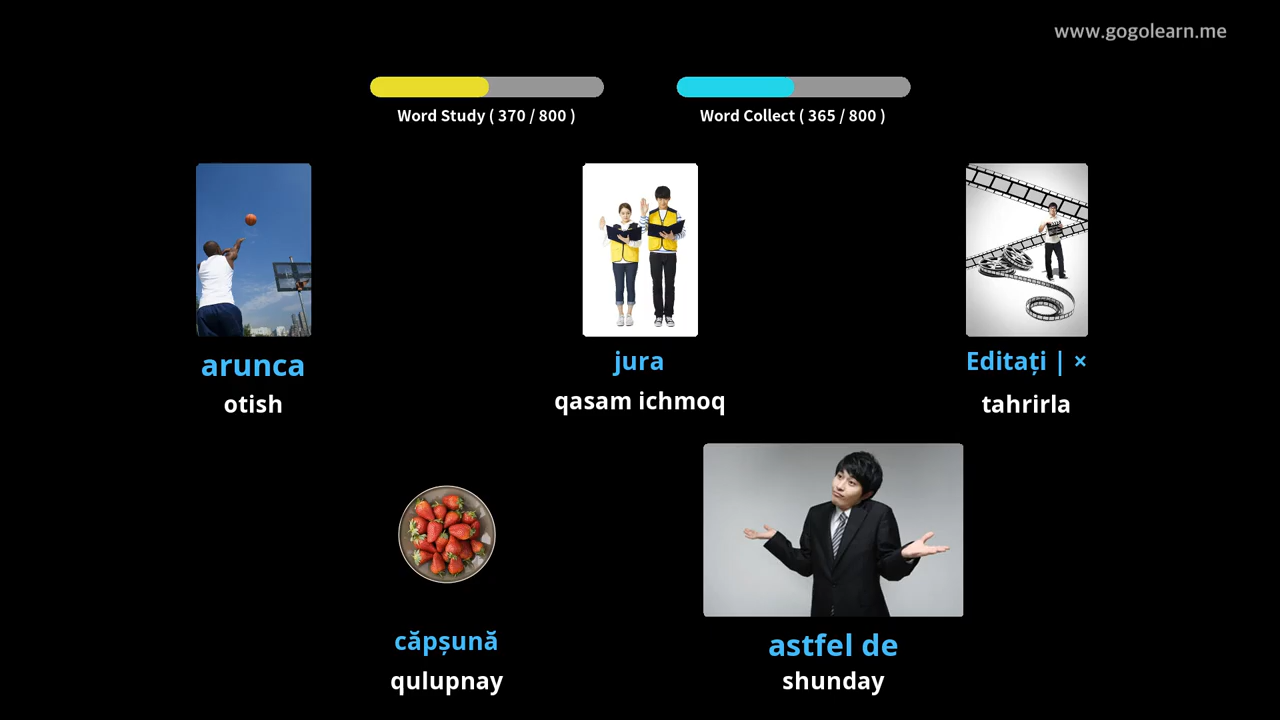 www.gogolearn.me
Word Study ( 370 / 800 )
Word Collect ( 365 / 800 )
arunca
otish
jura
qasam ichmoq
Editați | ×
tahrirla
căpșună
qulupnay
astfel de
shunday